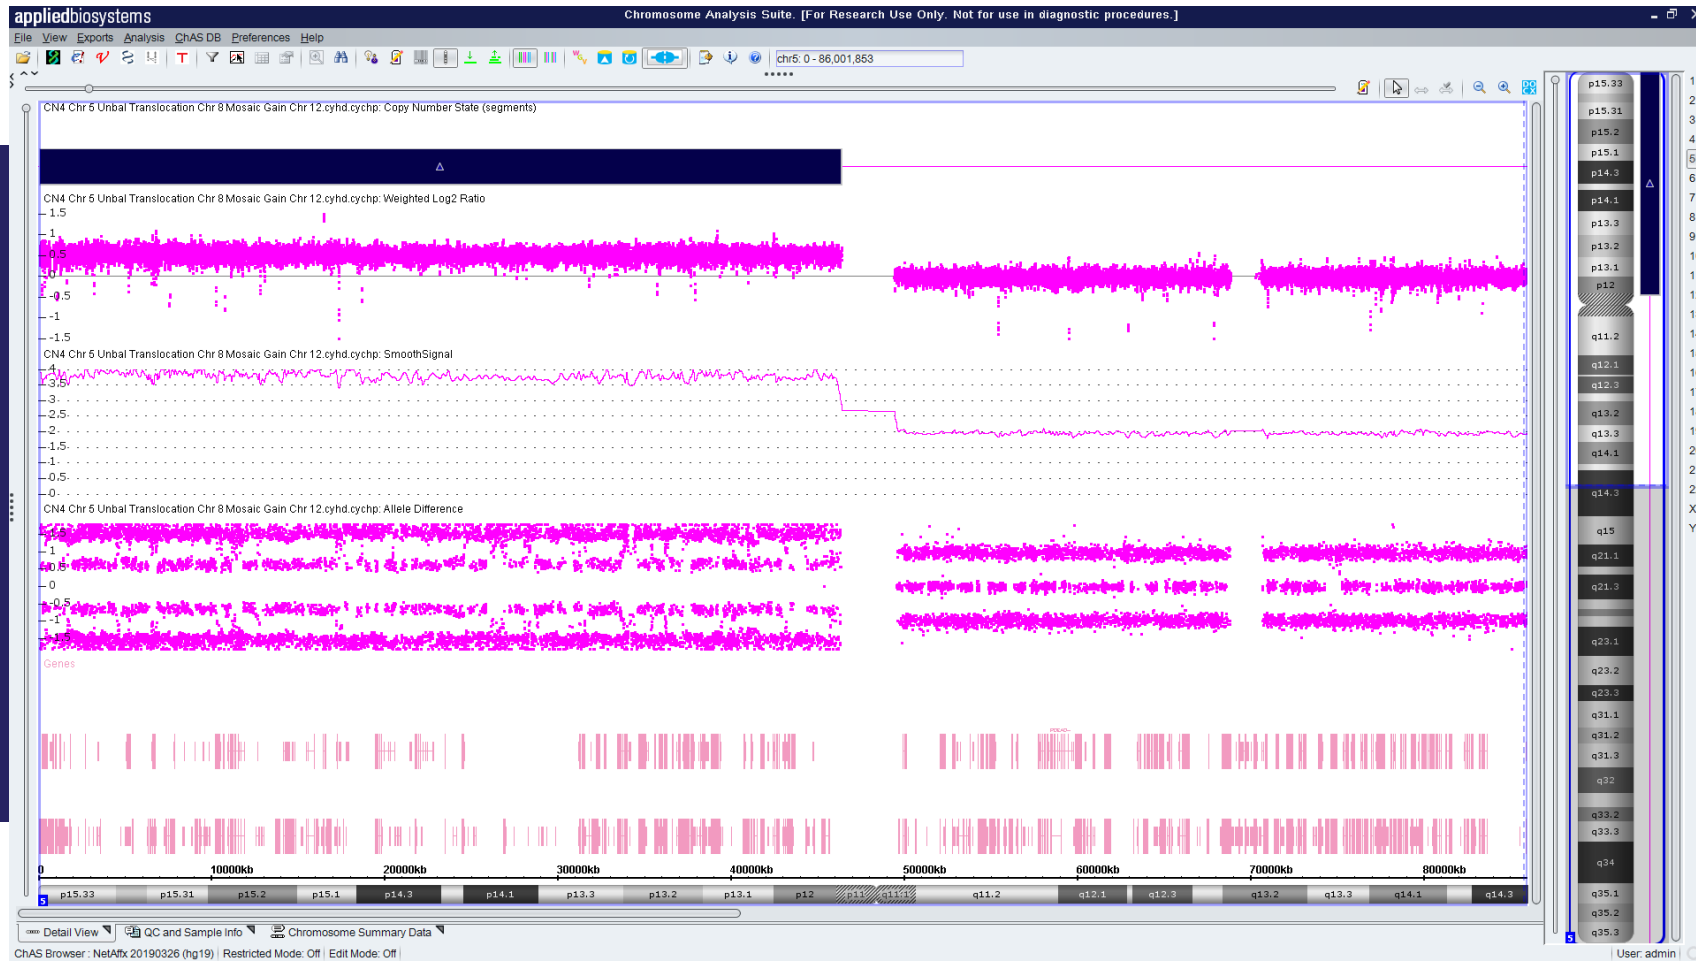 appliedbiosystems
Chromosome Analysis Suite. [For Research Use Only. Not for use in diagnostic procedures.]
File View Exports Analysis ChAS DB Preferences Help
chr5: 0 - 86,001,853
CN4 Chr 5 Unbal Translocation Chr 8 Mosaic Gain Chr 12.cyhd.cychp: Copy Number State (segments)
CN4 Chr 5 Unbal Translocation Chr 8 Mosaic Gain Chr 12.cyhd.cychp: Weighted Log2 Ratio
1.5
1
0.5
0
-0.5
-1
-1.5
CN4 Chr 5 Unbal Translocation Chr 8 Mosaic Gain Chr 12.cyhd.cychp: SmoothSignal
4
3.5
3
2.5
2
1.5
1
0.5
0
CN4 Chr 5 Unbal Translocation Chr 8 Mosaic Gain Chr 12.cyhd.cychp: Allele Difference
1.5
1
0.5
0
-0.5
-1
-1.5
Genes
0 10000kb 20000kb 30000kb 40000kb 50000kb 60000kb 70000kb 80000kb
5 p15.33 p15.31 p15.2 p15.1 p14.3 p14.1 p13.3 p13.2 p13.1 p12 p11 q11.1 q11.2 q12.1 q12.3 q13.2 q13.3 q14.1 q14.3
Detail View QC and Sample Info Chromosome Summary Data
ChAS Browser : NetAffx 20190326 (hg19) Restricted Mode: Off Edit Mode: Off
User: admin
p15.33
p15.31
p15.2
p15.1
p14.3
p14.1
p13.3
p13.2
p13.1
p12
q11.2
q12.1
q12.3
q13.2
q13.3
q14.1
q14.3
q15
q21.1
q21.3
q23.1
q23.2
q23.3
q31.1
q31.2
q31.3
q32
q33.2
q33.3
q34
q35.1
q35.2
q35.3
5
1
2
3
4
5
6
7
8
9
X
Y